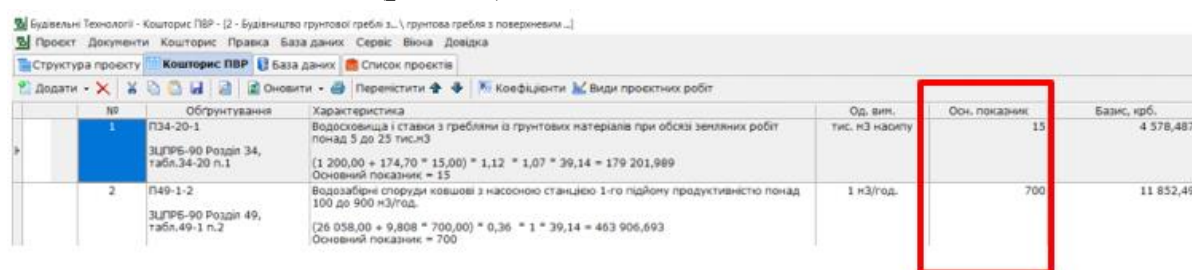 Будівельні Технології - Кошторис ПВР - [2 - Будівництво грунтової греблі з...\ грунтова гребля з поверхневим ...]
Проєкт Документи Кошторис Правка База даних Сервіс Вікна Довідка
Структура проєкту Кошторис ПВР База даних Список проєктів
Додати Оновити Перемістити Коефіцієнти Види проєктних робіт
№ Обґрунтування Характеристика Од. вим. Осн. показник Базис, крб.
1 П34-20-1 Водосховища і ставки з греблями із грунтових матеріалів при обсязі земляних робіт тис. м3 насипу 15 4 578,487
понад 5 до 25 тис.м3
ЗЦПРБ-90 Розділ 34,
табл.34-20 п.1 (1 200,00 + 174,70 * 15,00) * 1,12 * 1,07 * 39,14 = 179 201,989
Основний показник = 15
2 П49-1-2 Водозабірні споруди ковшові з насосною станцією 1-го підйому продуктивністю понад 1 м3/год. 700 11 852,49
100 до 900 м3/год.
ЗЦПРБ-90 Розділ 49,
табл.49-1 п.2 (26 058,00 + 9,808 * 700,00) * 0,36 * 1 * 39,14 = 463 906,693
Основний показник = 700